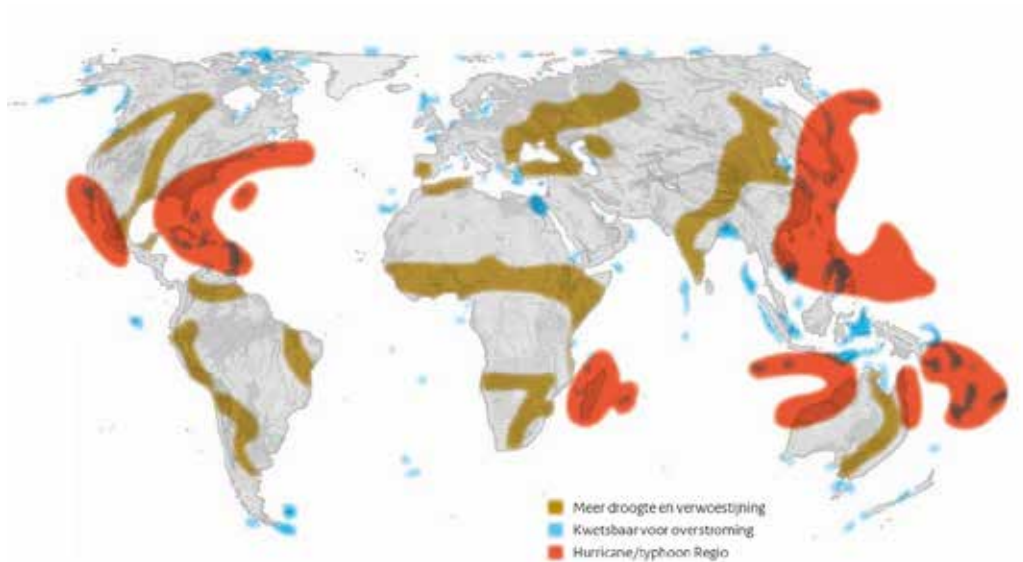 Meer droogte en verwoestijning
Kwetsbaar voor overstroming
Hurricane/typhoon Regio